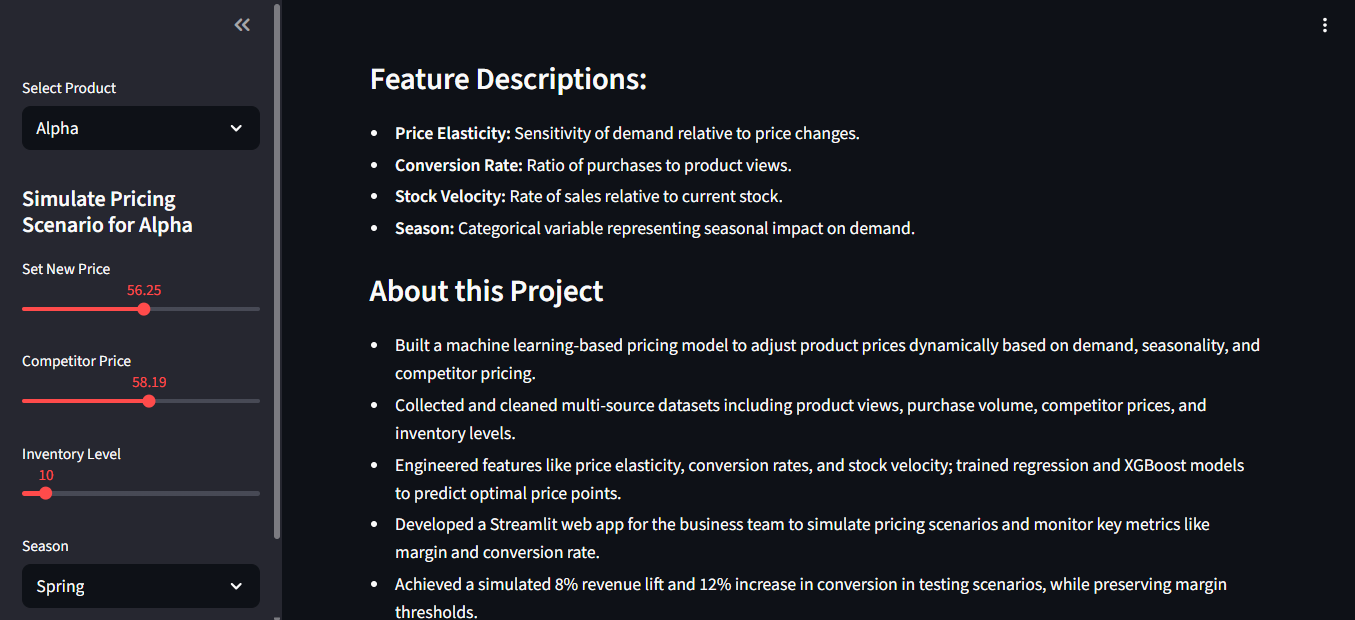 Select Product
Alpha
Simulate Pricing
Scenario for Alpha
Set New Price
56.25
Competitor Price
58.19
Inventory Level
10
Season
Spring
Feature Descriptions:
• Price Elasticity: Sensitivity of demand relative to price changes.
• Conversion Rate: Ratio of purchases to product views.
• Stock Velocity: Rate of sales relative to current stock.
• Season: Categorical variable representing seasonal impact on demand.
About this Project
• Built a machine learning-based pricing model to adjust product prices dynamically based on demand, seasonality, and
competitor pricing.
• Collected and cleaned multi-source datasets including product views, purchase volume, competitor prices, and
inventory levels.
• Engineered features like price elasticity, conversion rates, and stock velocity; trained regression and XGBoost models
to predict optimal price points.
• Developed a Streamlit web app for the business team to simulate pricing scenarios and monitor key metrics like
margin and conversion rate.
• Achieved a simulated 8% revenue lift and 12% increase in conversion in testing scenarios, while preserving margin
thresholds.